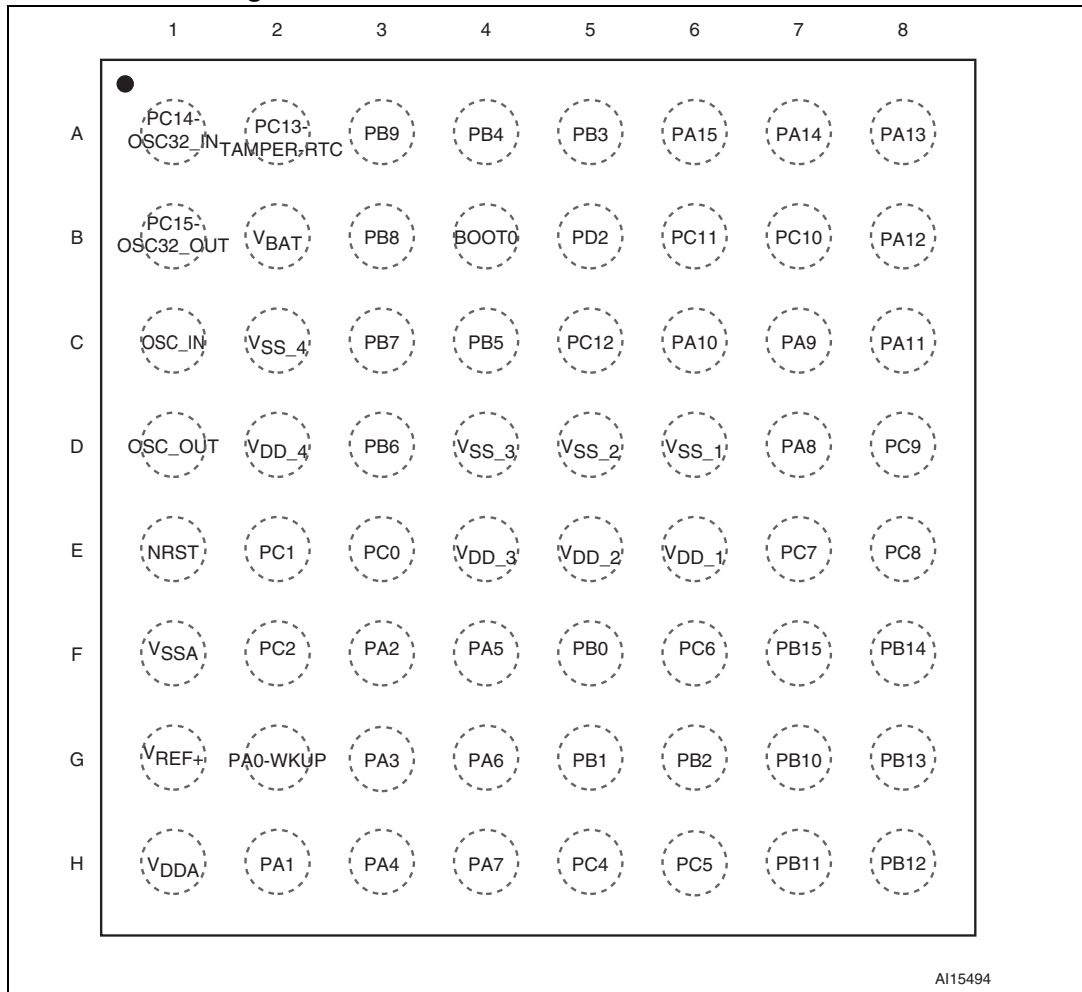 1 2 3 4 5 6 7 8
A PC14-OSC32_IN PC13-TAMPER-RTC PB9 PB4 PB3 PA15 PA14 PA13
B PC15-OSC32_OUT VBAT PB8 BOOT0 PD2 PC11 PC10 PA12
C OSC_IN VSS_4 PB7 PB5 PC12 PA10 PA9 PA11
D OSC_OUT VDD_4 PB6 VSS_3 VSS_2 VSS_1 PA8 PC9
E NRST PC1 PC0 VDD_3 VDD_2 VDD_1 PC7 PC8
F VSSA PC2 PA2 PA5 PB0 PC6 PB15 PB14
G VREF+ PA0-WKUP PA3 PA6 PB1 PB2 PB10 PB13
H VDDA PA1 PA4 PA7 PC4 PC5 PB11 PB12
AI15494